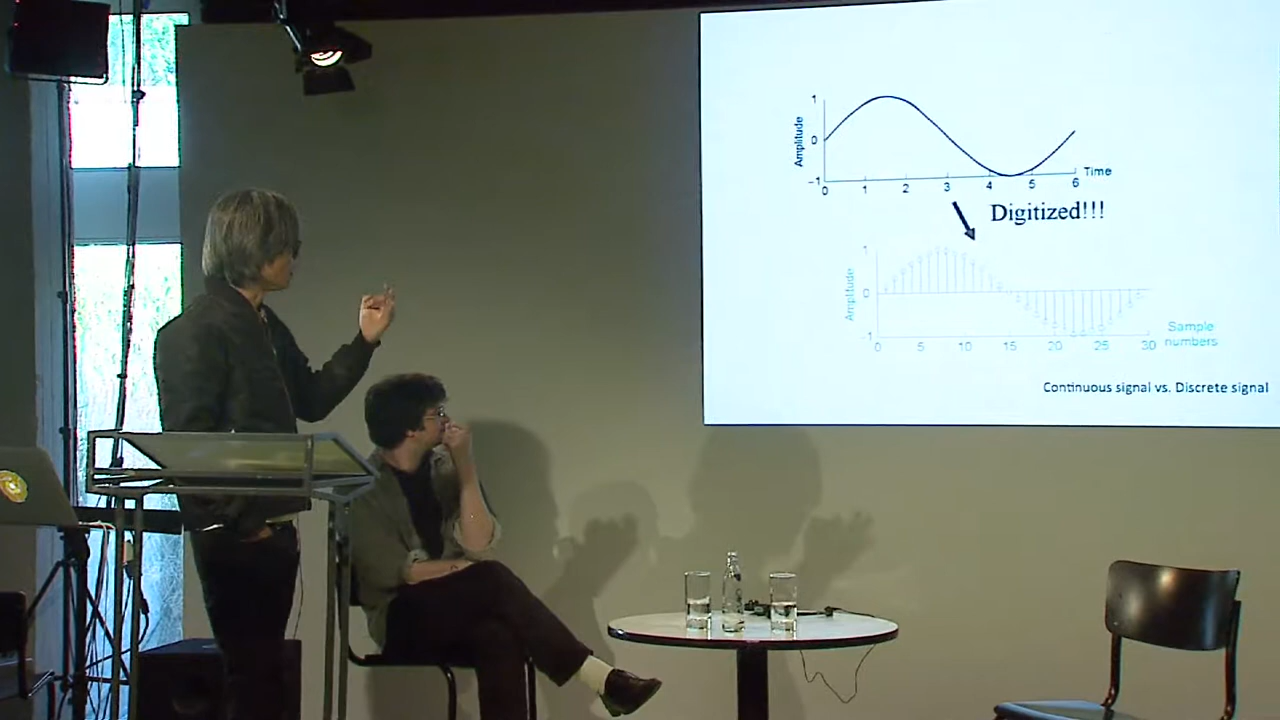 1
Amplitude
0
-1
0 1 2 3 4 5 6
Time
Digitized!!!
1
Amplitude
0
-1
0 5 10 15 20 25 30
Sample
numbers
Continuous signal vs. Discrete signal